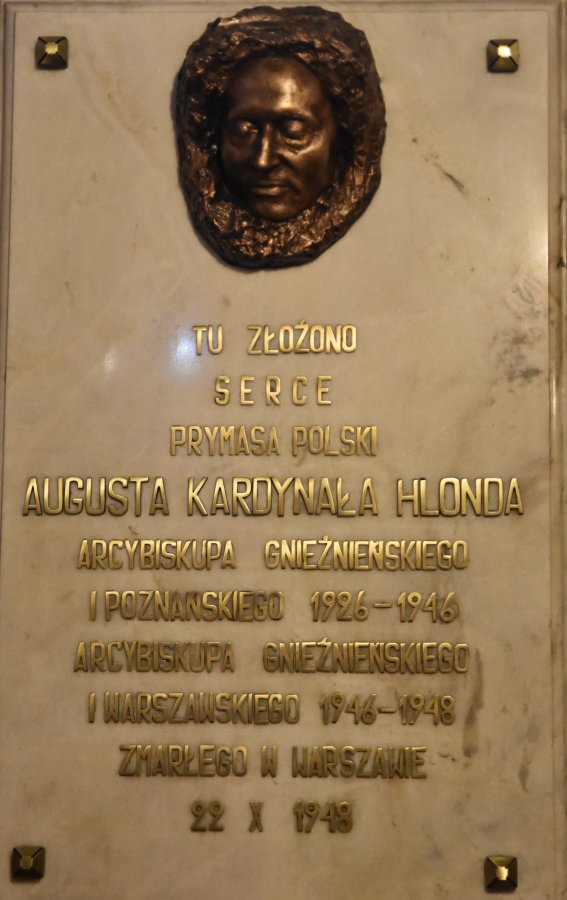 TU ZŁOŻONO
SERCE
PRYMASA POLSKI
AUGUSTA KARDYNAŁA HLONDA
ARCYBISKUPA GNIEŹNIEŃSKIEGO
I POZNAŃSKIEGO 1926-1946
ARCYBISKUPA GNIEŹNIEŃSKIEGO
I WARSZAWSKIEGO 1946-1948
ZMARŁEGO W WARSZAWIE
22 X 1948